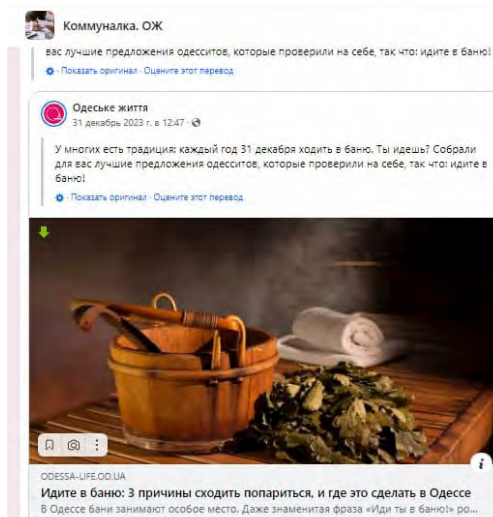 Коммуналка. ОЖ
вас лучшие предложения одесситов, которые проверили на себе, так что: идите в баню!
· Показать оригинал · Оцените этот перевод
Одеське життя
31 декабрь 2023 г. в 12:47 ·
У многих есть традиция: каждый год 31 декабря ходить в баню. Ты идешь? Собрали
для вас лучшие предложения одесситов, которые проверили на себе, так что: идите в
баню!
· Показать оригинал · Оцените этот перевод
ODESSA-LIFE.OD.UA
Идите в баню: 3 причины сходить попариться, и где это сделать в Одессе
В Одессе бани занимают особое место. Даже знаменитая фраза «Иди ты в баню!» ро...